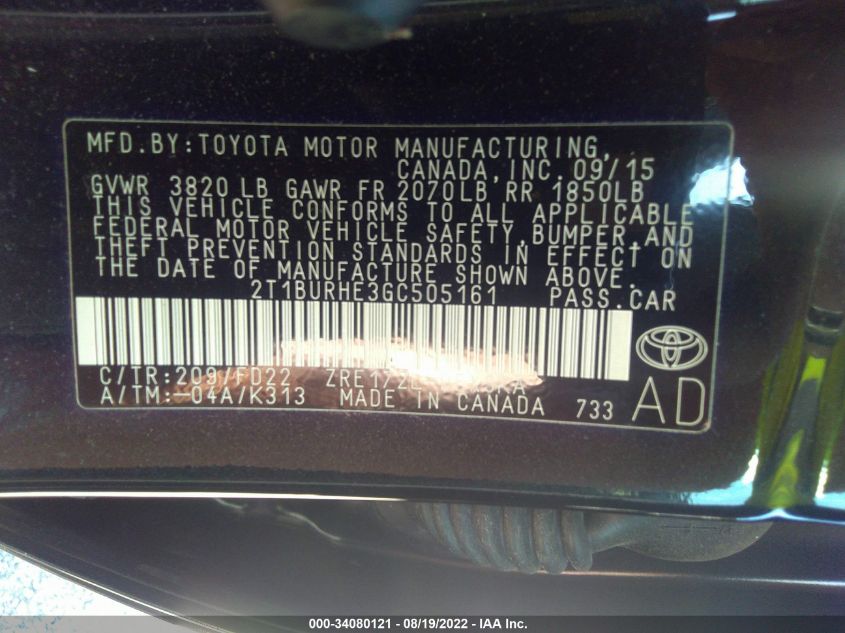 MFD.BY:TOYOTA MOTOR MANUFACTURING,
CANADA,INC. 09/15
GVWR 3820 LB GAWR FR 2070LB RR 1850LB
THIS VEHICLE CONFORMS TO ALL APPLICABLE
FEDERAL MOTOR VEHICLE SAFETY,BUMPER,AND
THEFT PREVENTION STANDARDS IN EFFECT ON
THE DATE OF MANUFACTURE SHOWN ABOVE.
2T1BURHE3GC505161 PASS.CAR
C/TR:209/FD22
A/TM:-04A/K313 MADE IN CANADA 733 AD
000-34080121 - 08/19/2022 - IAA Inc.